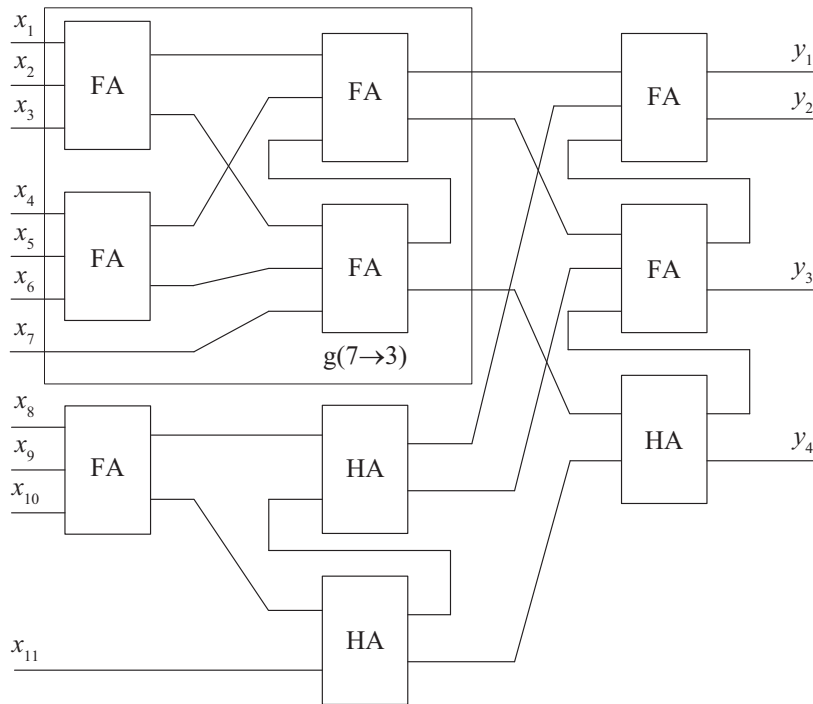 x₁
x₂
x₃
FA
FA
FA
y₁
y₂
x₄
x₅
x₆
x₇
FA
FA
FA
y₃
g(7→3)
x₈
x₉
x₁₀
FA
HA
HA
y₄
x₁₁
HA